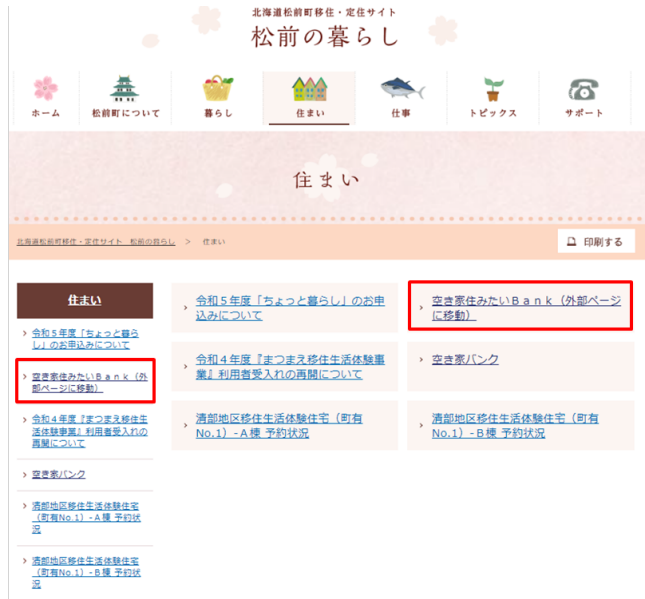 北海道松前町移住・定住サイト
松前の暮らし
ホーム
松前町について
暮らし
住まい
仕事
トピックス
サポート
住まい
北海道松前町移住・定住サイト 松前の暮らし > 住まい
印刷する
住まい
令和５年度「ちょっと暮ら
し」のお申込みについて
空き家住みたいＢａｎｋ（外
部ページに移動）
令和４年度『まつまえ移住生
活体験事業』利用者受入れの
再開について
空き家バンク
清部地区移住生活体験住宅
（町有No.1）-Ａ棟 予約状
況
清部地区移住生活体験住宅
（町有No.1）-Ｂ棟 予約状
況
令和５年度「ちょっと暮らし」のお申
込みについて
空き家住みたいＢａｎｋ（外部ページ
に移動）
令和４年度『まつまえ移住生活体験事
業』利用者受入れの再開について
空き家バンク
清部地区移住生活体験住宅（町有
No.1）-Ａ棟 予約状況
清部地区移住生活体験住宅（町有
No.1）-Ｂ棟 予約状況